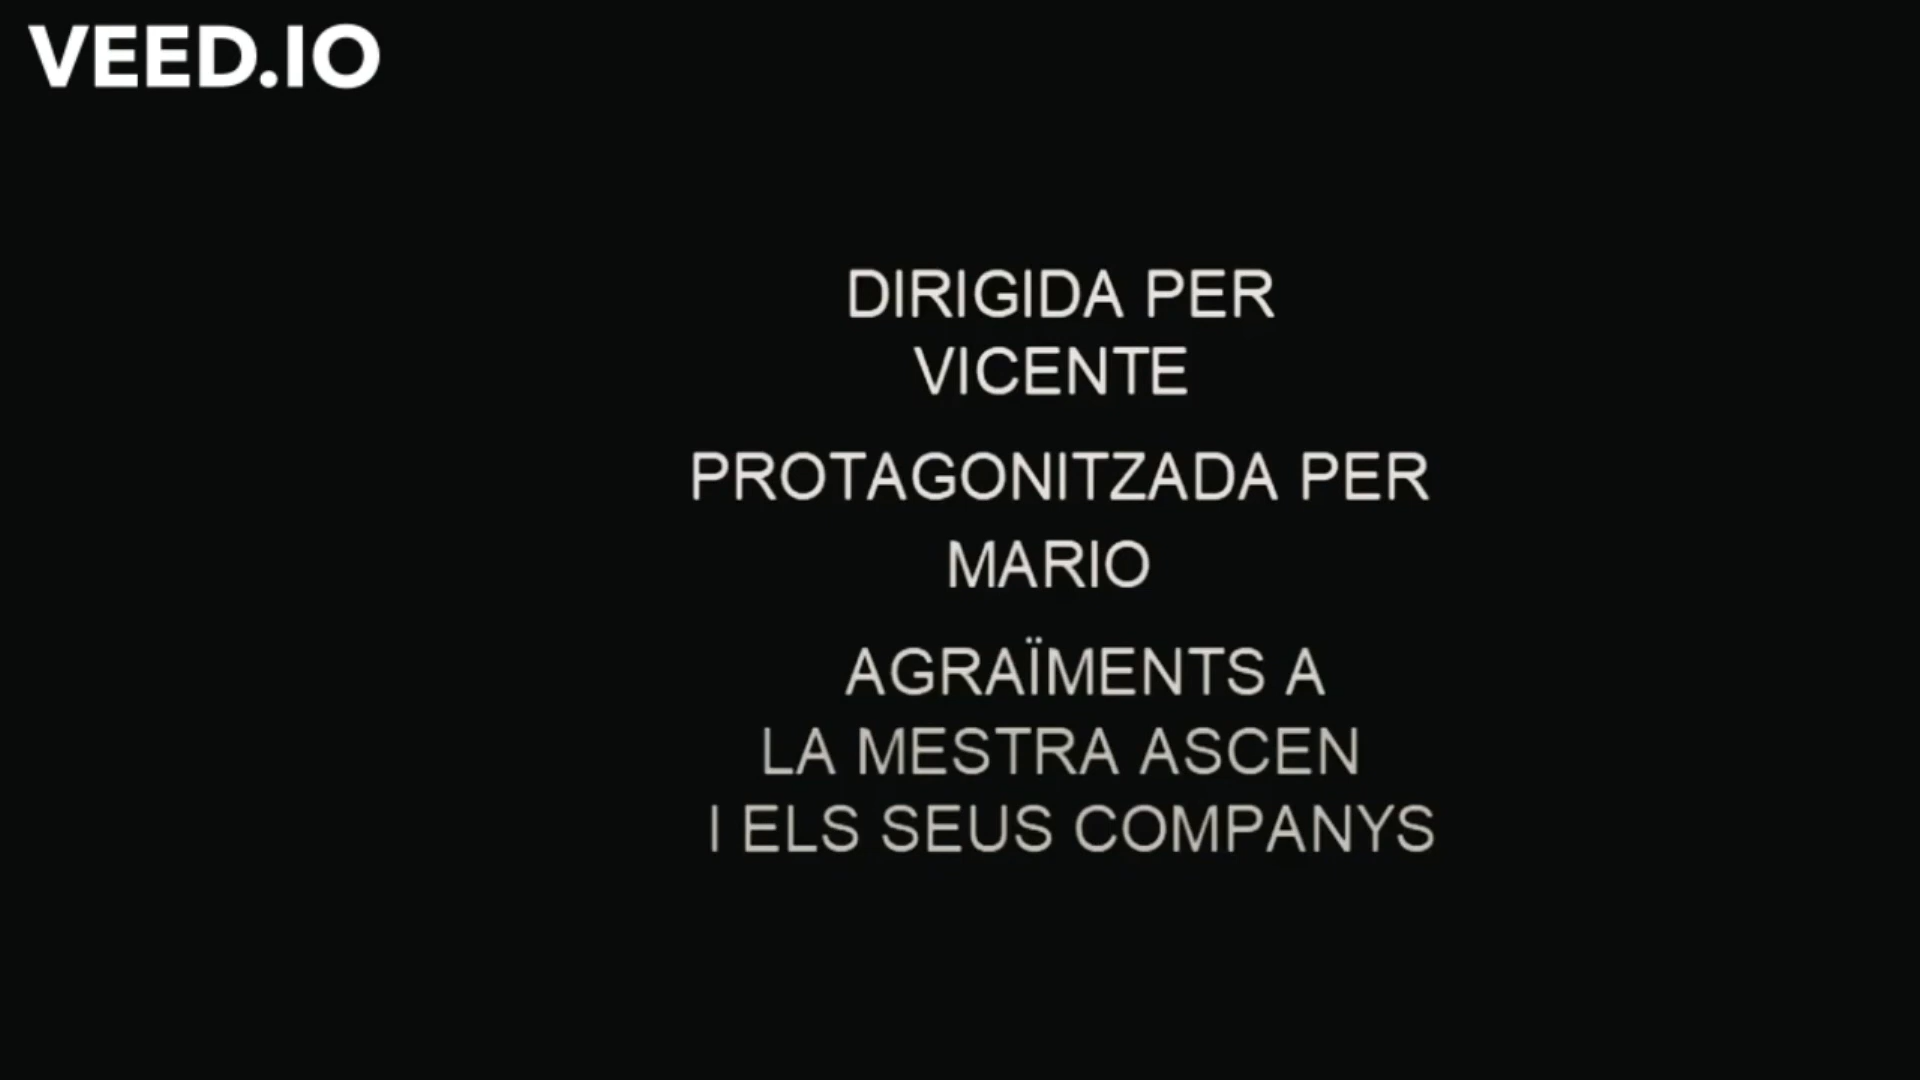 VEED.IO
DIRIGIDA PER
VICENTE
PROTAGONITZADA PER
MARIO
AGRAÏMENTS A
LA MESTRA ASCEN
I ELS SEUS COMPANYS